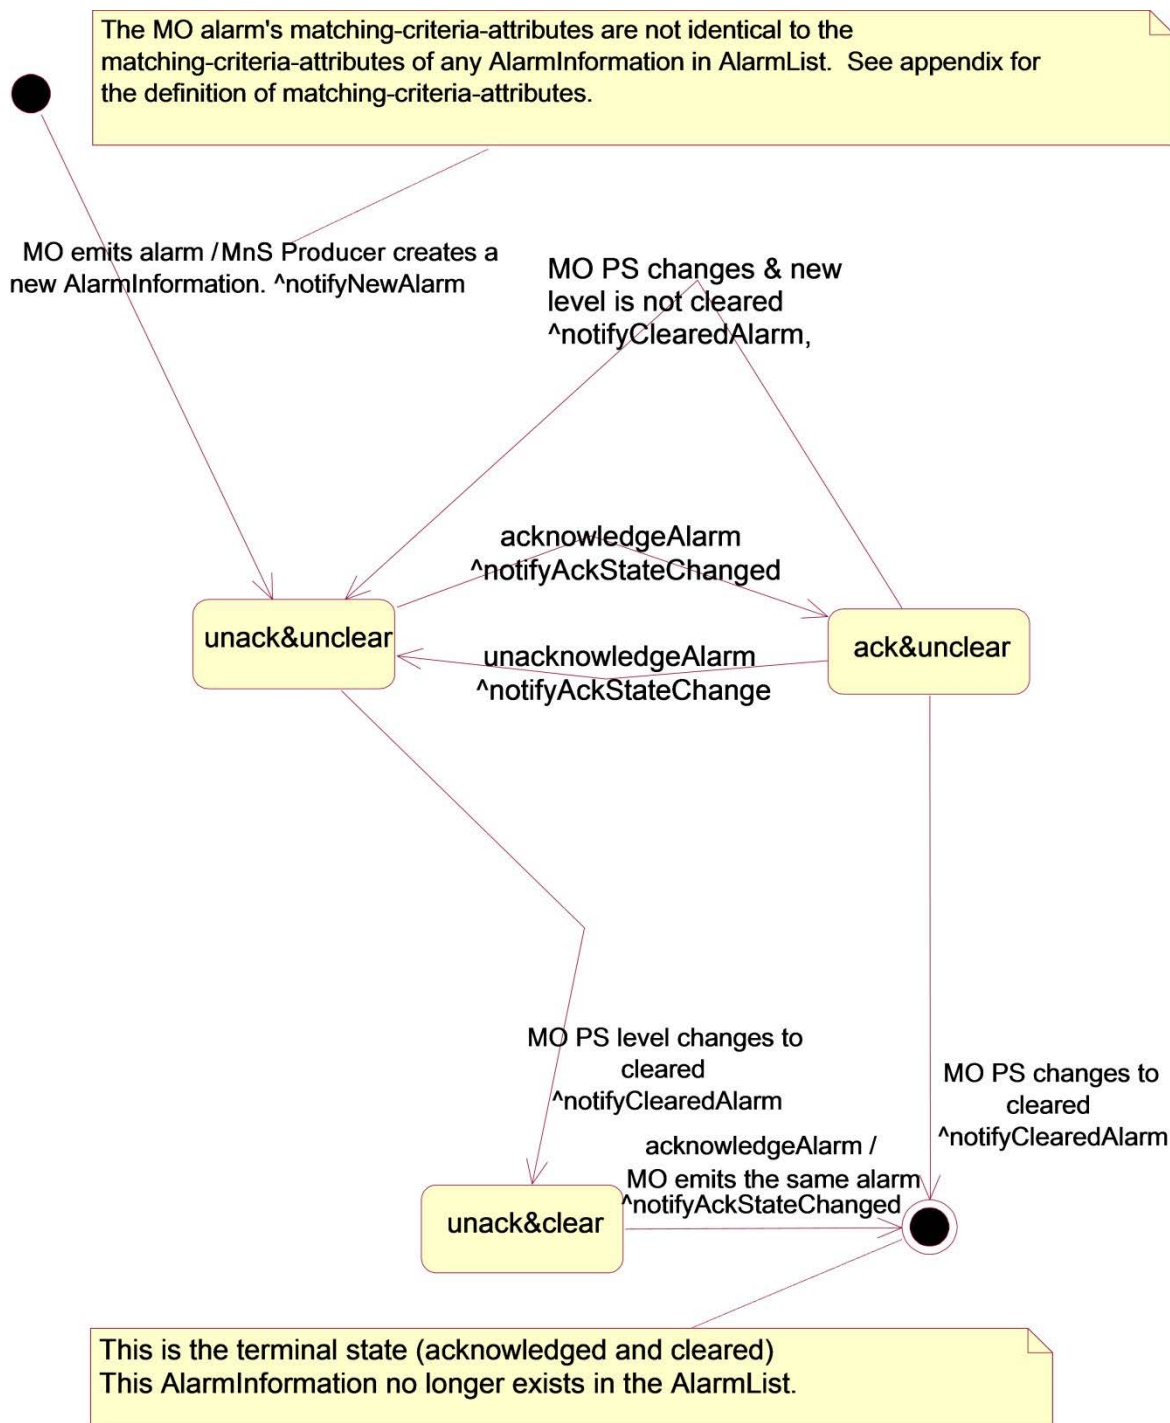 The MO alarm's matching-criteria-attributes are not identical to the
matching-criteria-attributes of any AlarmInformation in AlarmList. See appendix for
the definition of matching-criteria-attributes.
MO emits alarm /MnS Producer creates a
new AlarmInformation. ^notifyNewAlarm
MO PS changes & new
level is not cleared
^notifyClearedAlarm,
acknowledgeAlarm
^notifyAckStateChanged
unack&unclear
ack&unclear
unacknowledgeAlarm
^notifyAckStateChange
MO PS level changes to
cleared
^notifyClearedAlarm
MO PS changes to
cleared
^notifyClearedAlarm
acknowledgeAlarm /
MO emits the same alarm
^notifyAckStateChanged
unack&clear
This is the terminal state (acknowledged and cleared)
This AlarmInformation no longer exists in the AlarmList.